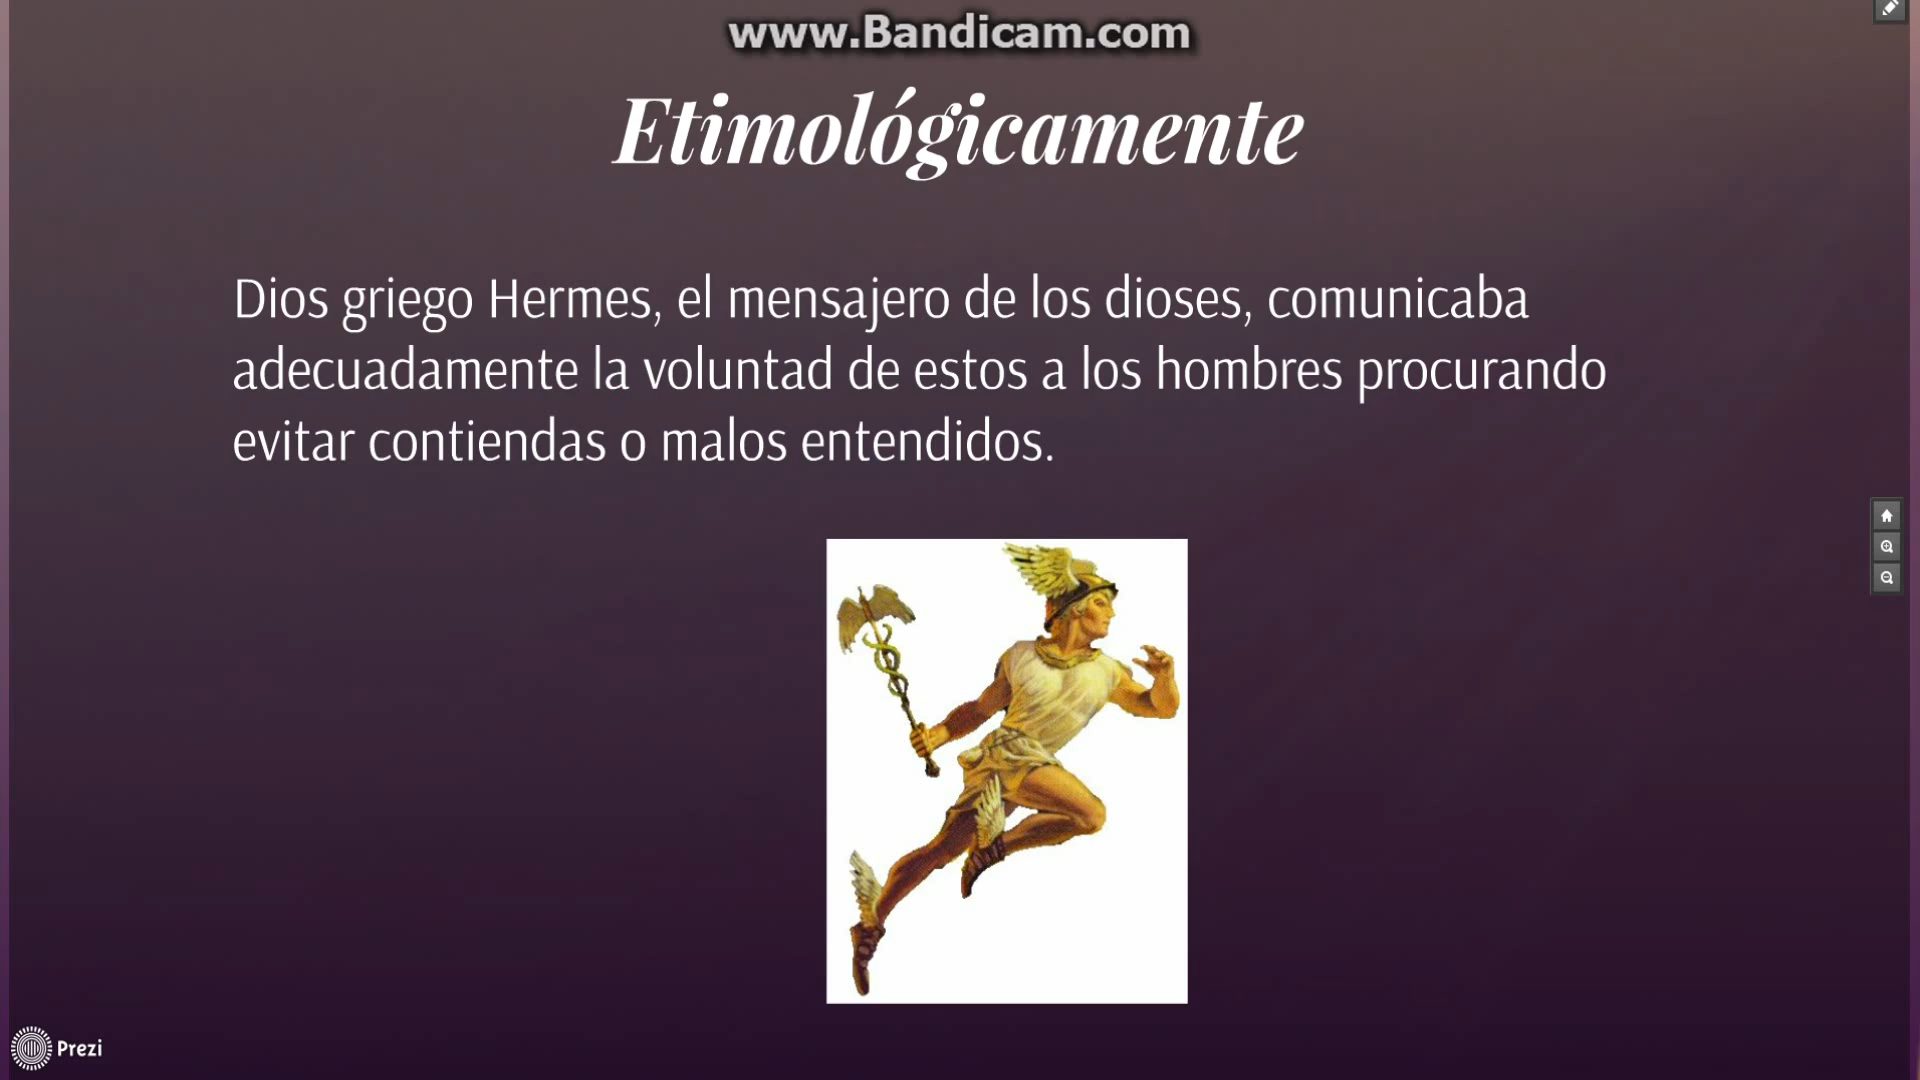 www.Bandicam.com
Etimológicamente
Dios griego Hermes, el mensajero de los dioses, comunicaba
adecuadamente la voluntad de estos a los hombres procurando
evitar contiendas o malos entendidos.
Prezi